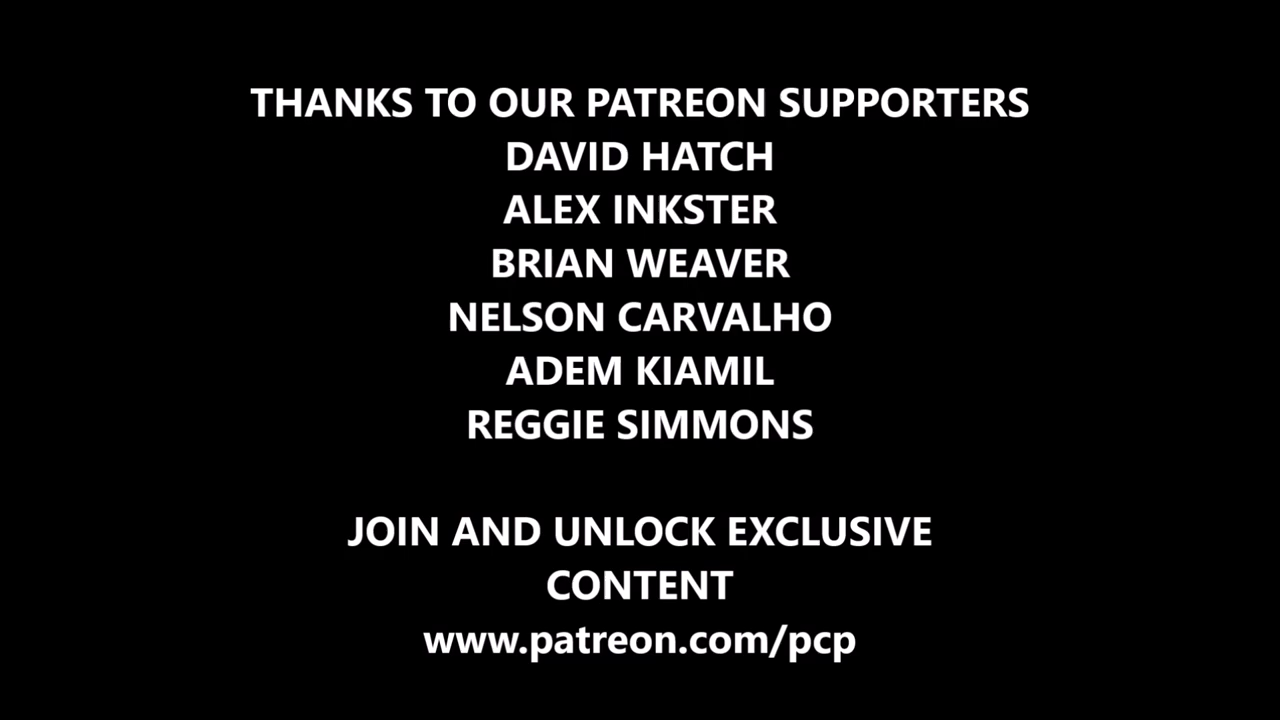 THANKS TO OUR PATREON SUPPORTERS
DAVID HATCH
ALEX INKSTER
BRIAN WEAVER
NELSON CARVALHO
ADEM KIAMIL
REGGIE SIMMONS
JOIN AND UNLOCK EXCLUSIVE
CONTENT
www.patreon.com/pcp